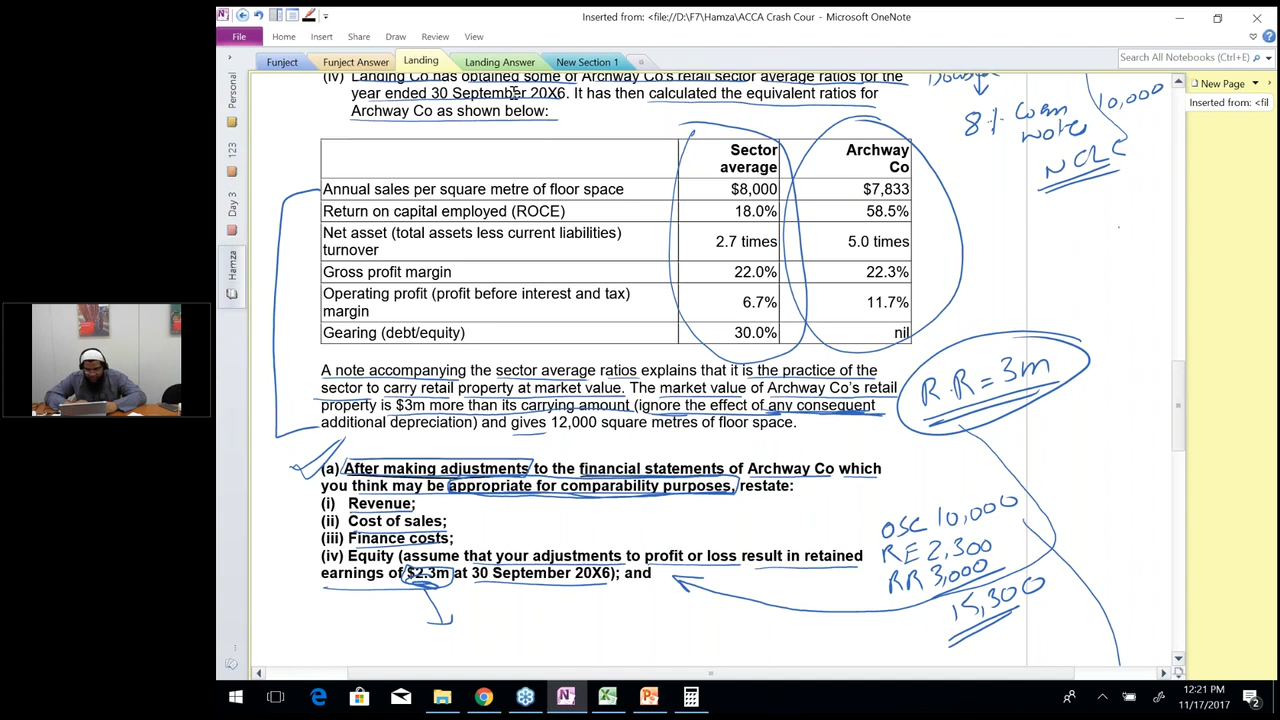 Inserted from: <file://D:\F7\Hamza\ACCA Crash Cour - Microsoft OneNote
File Home Insert Share Draw Review View
Funject Funject Answer Landing Landing Answer New Section 1
Search All Notebooks (Ctrl+E)
New Page
Inserted from: <fil
Personal
123
Day 3
Hamza
(iv) Landing Co has obtained some of Archway Co's retail sector average ratios for the
year ended 30 September 20X6. It has then calculated the equivalent ratios for
Archway Co as shown below:
8% Loan 10,000
Notes
NCLC
Sector average Archway Co
Annual sales per square metre of floor space $8,000 $7,833
Return on capital employed (ROCE) 18.0% 58.5%
Net asset (total assets less current liabilities) turnover 2.7 times 5.0 times
Gross profit margin 22.0% 22.3%
Operating profit (profit before interest and tax) margin 6.7% 11.7%
Gearing (debt/equity) 30.0% nil
A note accompanying the sector average ratios explains that it is the practice of the
sector to carry retail property at market value. The market value of Archway Co's retail
property is $3m more than its carrying amount (ignore the effect of any consequent
additional depreciation) and gives 12,000 square metres of floor space.
R.R = 3m
(a) After making adjustments to the financial statements of Archway Co which
you think may be appropriate for comparability purposes, restate:
(i) Revenue;
(ii) Cost of sales;
(iii) Finance costs;
(iv) Equity (assume that your adjustments to profit or loss result in retained
earnings of $2.3m at 30 September 20X6); and
OSC 10,000
RE 2,300
RR 3,000
15,300
12:21 PM
11/17/2017
2